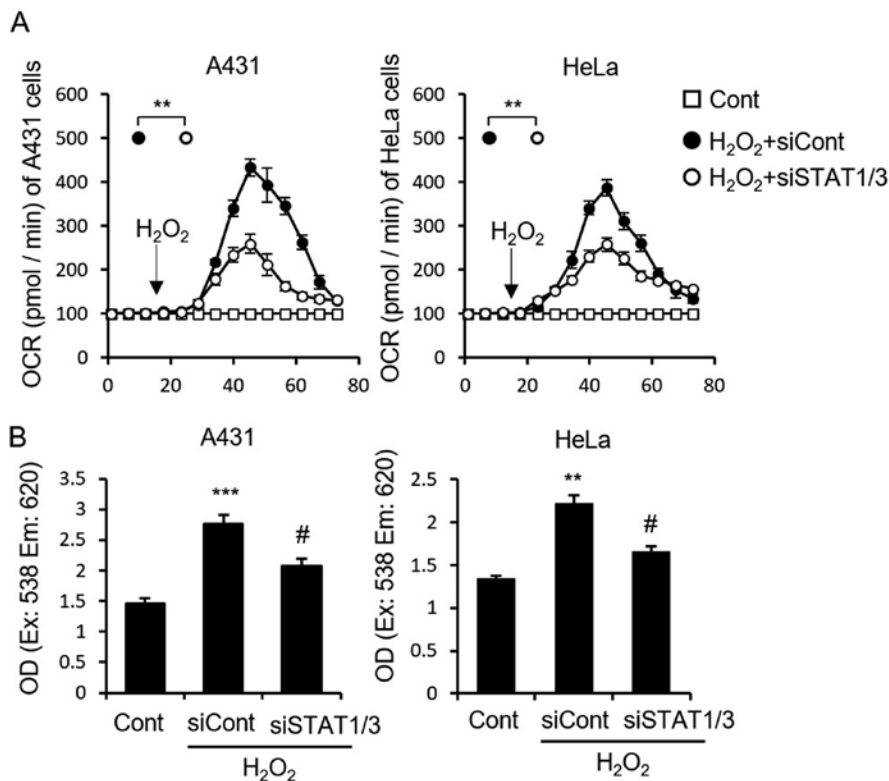 A
A431
HeLa
OCR (pmol / min) of A431 cells
600
500
400
300
200
100
0
**
H₂O₂
0
20
40
60
80
OCR (pmol / min) of HeLa cells
600
500
400
300
200
100
0
**
H₂O₂
0
20
40
60
80
Cont
H₂O₂+siCont
H₂O₂+siSTAT1/3
B
A431
OD (Ex: 538 Em: 620)
3.5
3
2.5
2
1.5
1
0.5
0
***
#
Cont
siCont
siSTAT1/3
H₂O₂
HeLa
OD (Ex: 538 Em: 620)
2.5
2
1.5
1
0.5
0
**
#
Cont
siCont
siSTAT1/3
H₂O₂